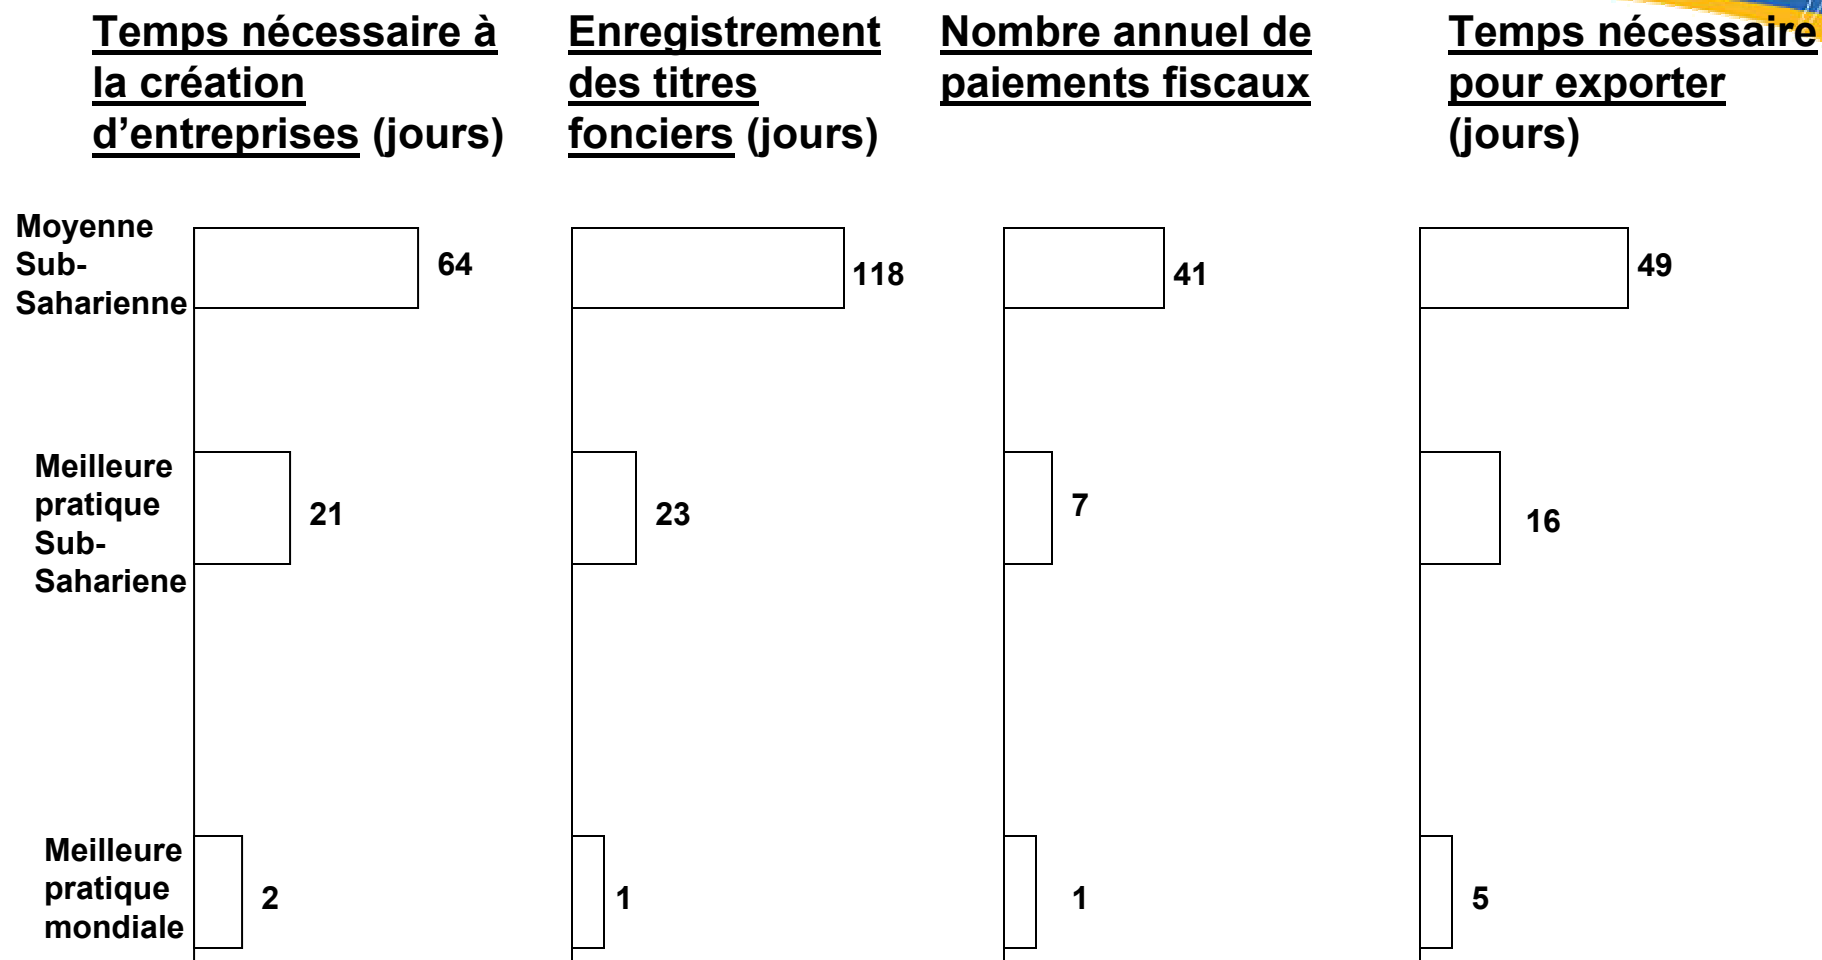 Temps nécessaire à
la création
d’entreprises (jours)
Enregistrement
des titres
fonciers (jours)
Nombre annuel de
paiements fiscaux
Temps nécessaire
pour exporter
(jours)
Moyenne
Sub-
Saharienne
64
118
41
49
Meilleure
pratique
Sub-
Sahariene
21
23
7
16
Meilleure
pratique
mondiale
2
1
1
5